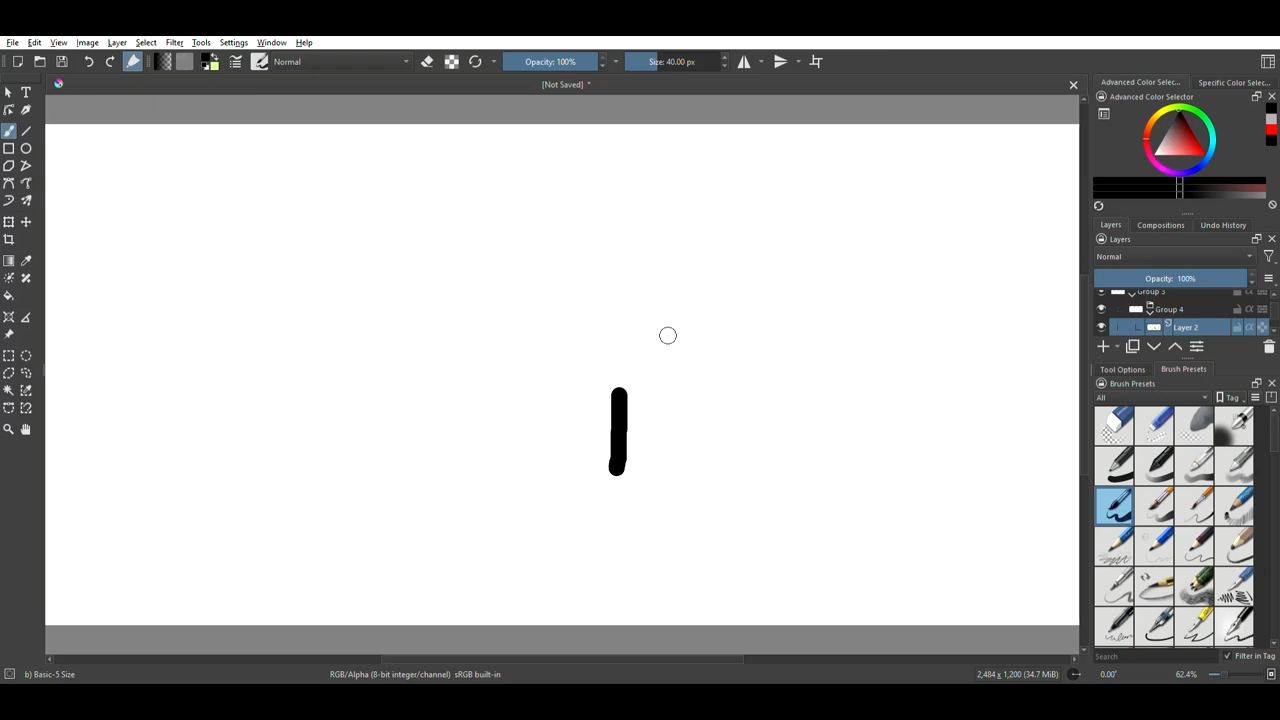 File Edit View Image Layer Select Filter Tools Settings Window Help
Normal Opacity: 100% Size: 40.00 px
[Not Saved] *
Advanced Color Selec... Specific Color Selec...
Advanced Color Selector
Layers Compositions Undo History
Layers
Normal
Opacity: 100%
Group 3
Group 4
Layer 2
Tool Options Brush Presets
Brush Presets
All Tag
Search Filter in Tag
b) Basic-5 Size RGB/Alpha (8-bit integer/channel) sRGB built-in 2,484 x 1,200 (34.7 MiB) 0.00° 62.4%